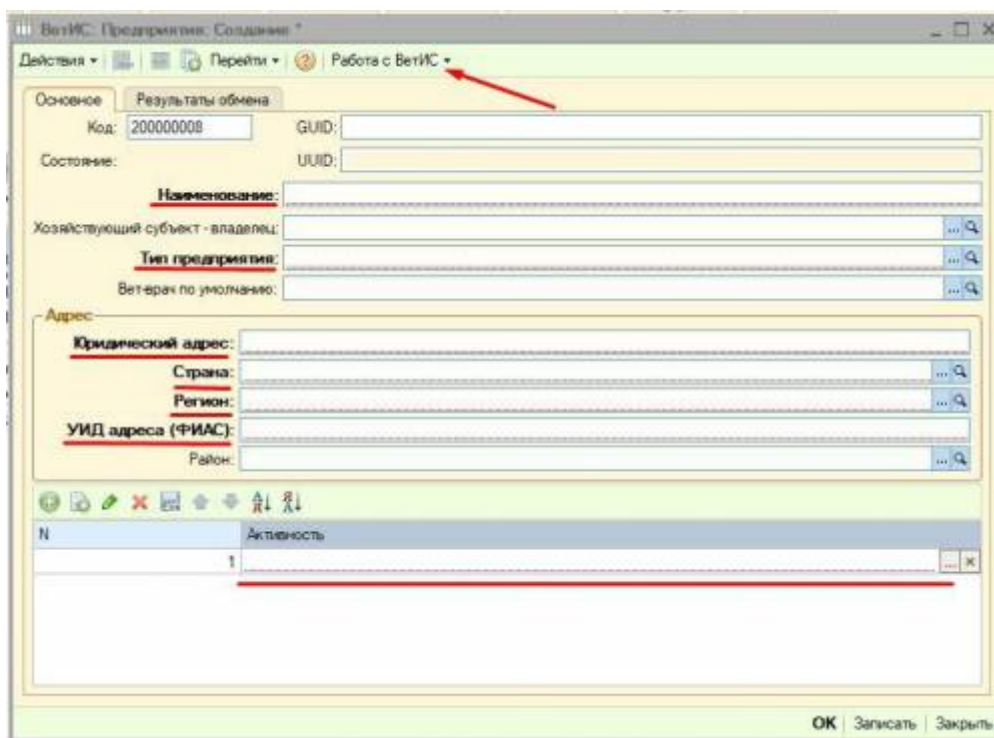 ВетИС: Предприятия: Создание *
Действия Перейти Работа с ВетИС
Основное Результаты обмена
Код: 200000008 GUID:
Состояние: UUID:
Наименование:
Хозяйствующий субъект - владелец:
Тип предприятия:
Вет-врач по умолчанию:
Адрес
Юридический адрес:
Страна:
Регион:
УИД адреса (ФИАС):
Район:
N Активность
1
OK Записать Закрыть